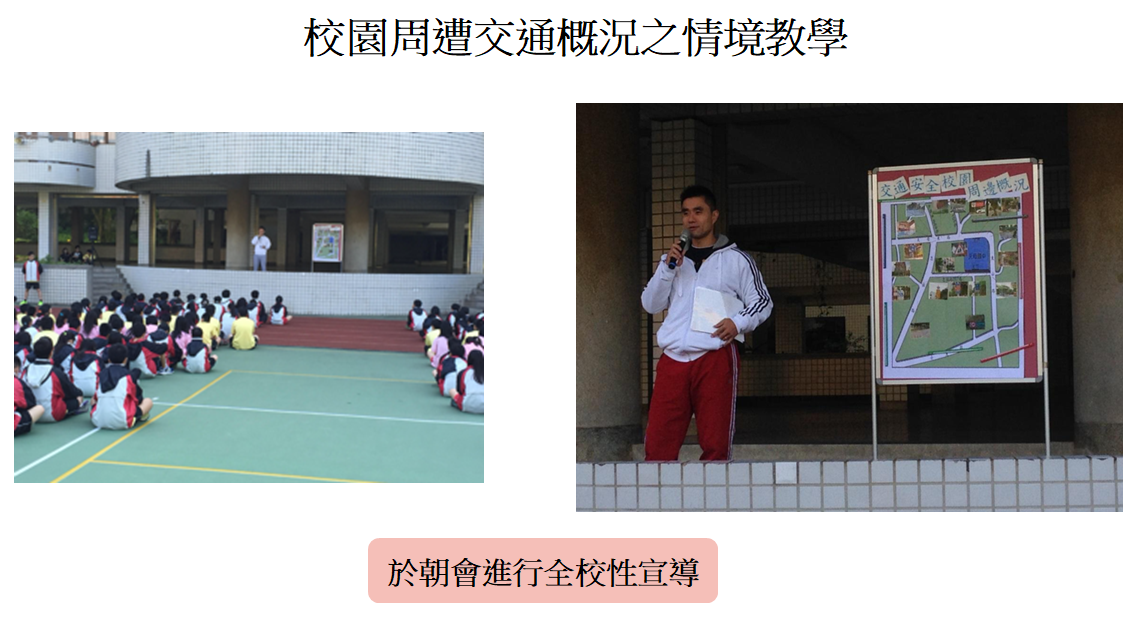 校園周遭交通概況之情境教學
交通安全校園
周邊概況
於朝會進行全校性宣導